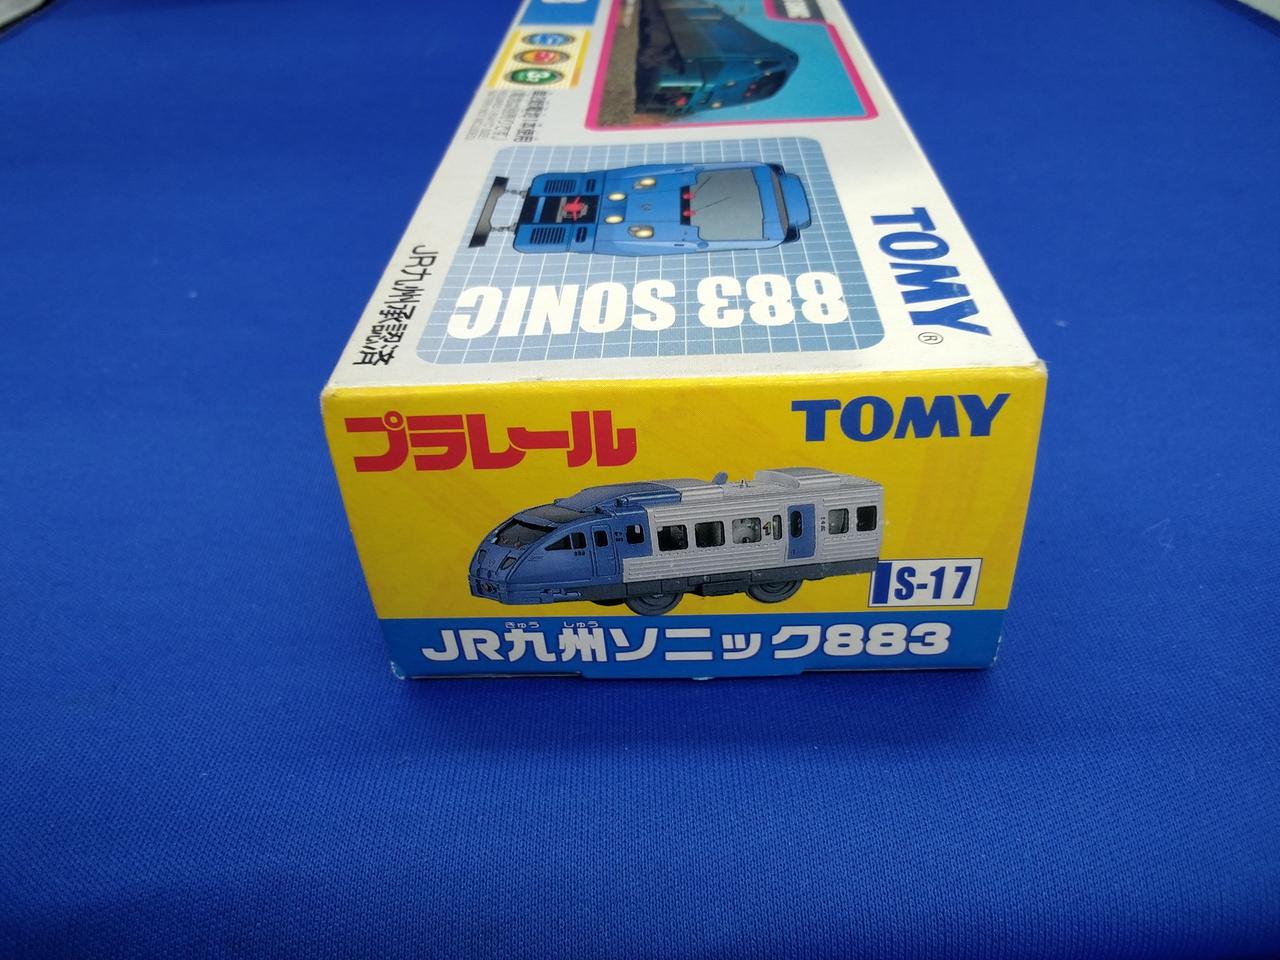 TOMY®
883 SONIC
JR九州承認済
プラレール
TOMY
S-17
きゅう しゅう
JR九州ソニック883